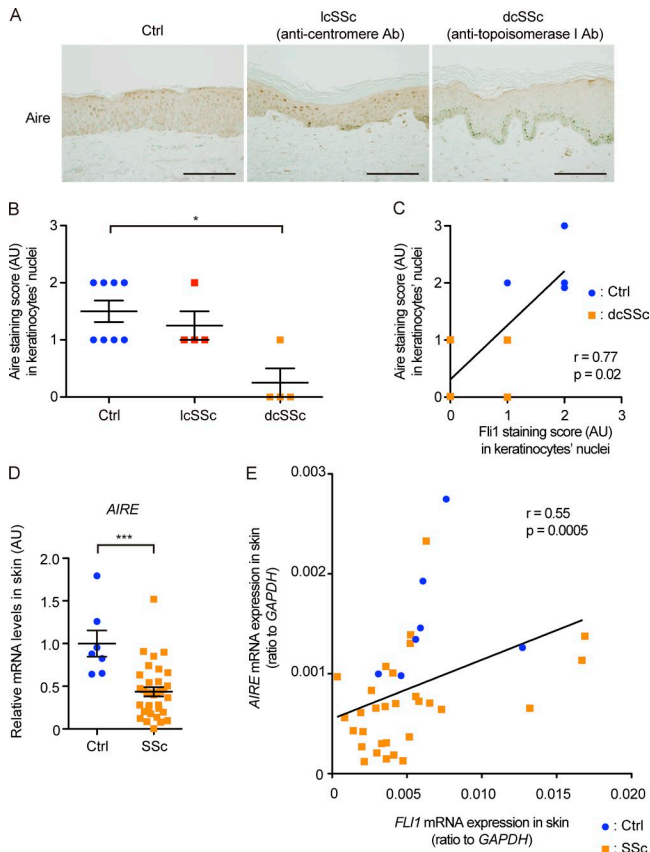 A
Ctrl
lcSSc
(anti-centromere Ab)
dcSSc
(anti-topoisomerase I Ab)
Aire
B
Aire staining score (AU)
in keratinocytes' nuclei
3
2
1
0
*
Ctrl
lcSSc
dcSSc
C
Aire staining score (AU)
in keratinocytes' nuclei
3
2
1
0
: Ctrl
: dcSSc
r = 0.77
p = 0.02
0
1
2
3
Fli1 staining score (AU)
in keratinocytes' nuclei
D
AIRE
Relative mRNA levels in skin (AU)
2.0
1.5
1.0
0.5
0
***
Ctrl
SSc
E
AIRE mRNA expression in skin
(ratio to GAPDH)
0.003
0.002
0.001
0
r = 0.55
p = 0.0005
0
0.005
0.010
0.015
0.020
FLI1 mRNA expression in skin
(ratio to GAPDH)
: Ctrl
: SSc